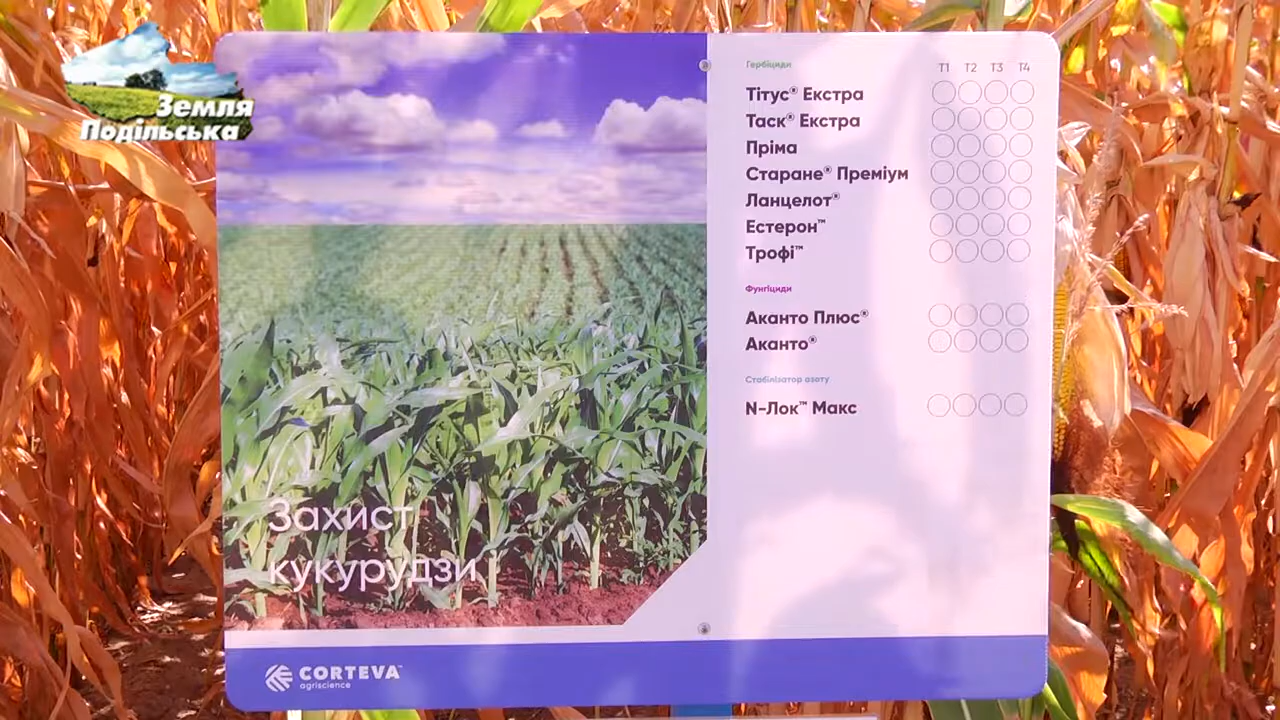 Земля
Подільська
Гербіциди
T1 T2 T3 T4
Тітус® Екстра
Таск® Екстра
Пріма
Старане® Преміум
Ланцелот®
Естерон™
Трофі™
Фунгіциди
Аканто Плюс®
Аканто®
Стабілізатор азоту
N-Лок™ Макс
Захист
кукурудзи
CORTEVA™
agriscience